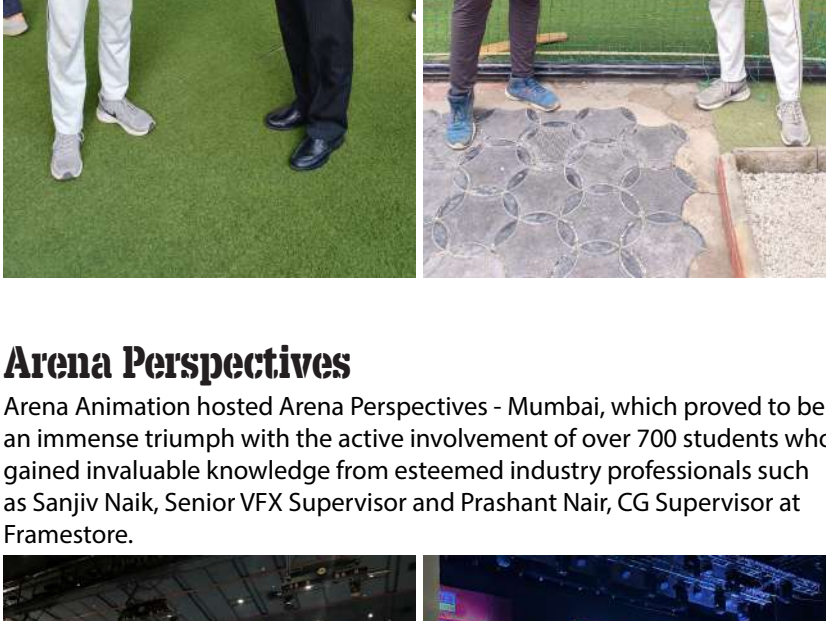 Arena Perspectives
Arena Animation hosted Arena Perspectives - Mumbai, which proved to be
an immense triumph with the active involvement of over 700 students who
gained invaluable knowledge from esteemed industry professionals such
as Sanjiv Naik, Senior VFX Supervisor and Prashant Nair, CG Supervisor at
Framestore.